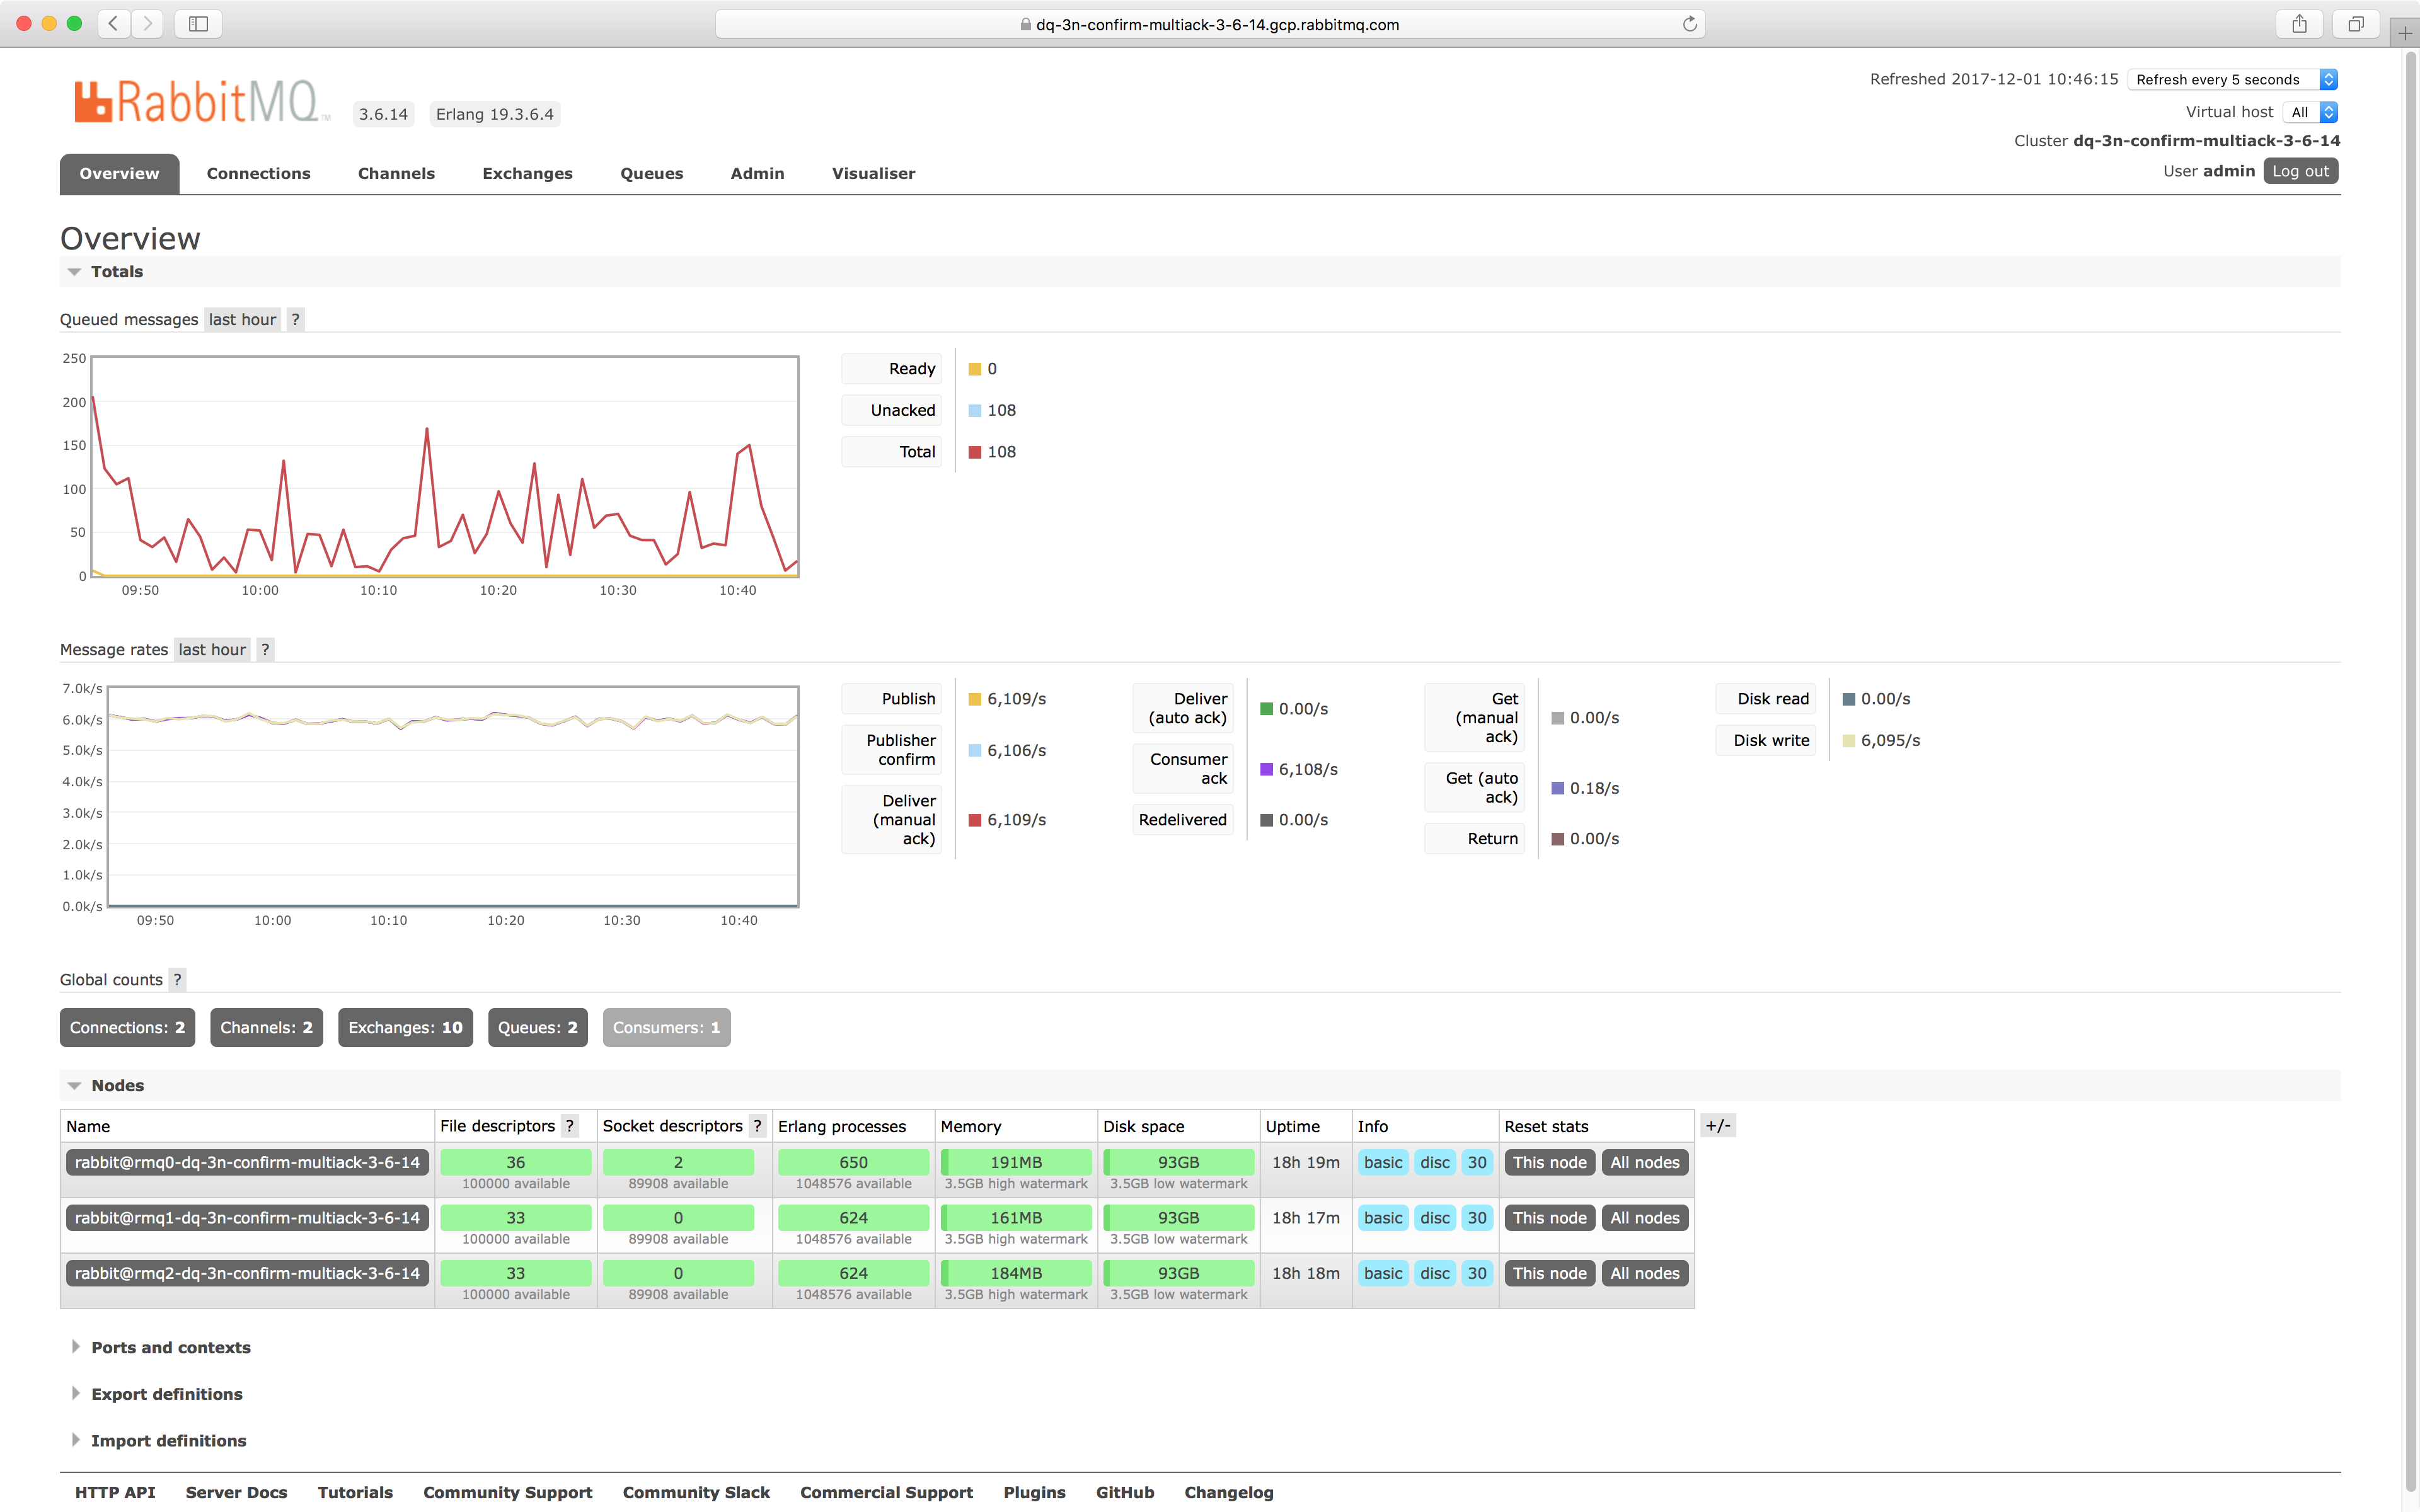 dq-3n-confirm-multiack-3-6-14.gcp.rabbitmq.com
RabbitMQ TM 3.6.14 Erlang 19.3.6.4
Refreshed 2017-12-01 10:46:15 Refresh every 5 seconds
Virtual host All
Cluster dq-3n-confirm-multiack-3-6-14
User admin Log out
Overview Connections Channels Exchanges Queues Admin Visualiser
Overview
Totals
Queued messages last hour ?
250
200
150
100
50
0
09:50 10:00 10:10 10:20 10:30 10:40
Ready 0
Unacked 108
Total 108
Message rates last hour ?
7.0k/s
6.0k/s
5.0k/s
4.0k/s
3.0k/s
2.0k/s
1.0k/s
0.0k/s
09:50 10:00 10:10 10:20 10:30 10:40
Publish 6,109/s
Publisher
confirm 6,106/s
Deliver
(manual
ack) 6,109/s
Deliver
(auto ack) 0.00/s
Consumer
ack 6,108/s
Redelivered 0.00/s
Get
(manual
ack) 0.00/s
Get (auto
ack) 0.18/s
Return 0.00/s
Disk read 0.00/s
Disk write 6,095/s
Global counts ?
Connections: 2 Channels: 2 Exchanges: 10 Queues: 2 Consumers: 1
Nodes
Name File descriptors ? Socket descriptors ? Erlang processes Memory Disk space Uptime Info Reset stats +/-
rabbit@rmq0-dq-3n-confirm-multiack-3-6-14 36 2 650 191MB 93GB 18h 19m basic disc 30 This node All nodes
100000 available 89908 available 1048576 available 3.5GB high watermark 3.5GB low watermark
rabbit@rmq1-dq-3n-confirm-multiack-3-6-14 33 0 624 161MB 93GB 18h 17m basic disc 30 This node All nodes
100000 available 89908 available 1048576 available 3.5GB high watermark 3.5GB low watermark
rabbit@rmq2-dq-3n-confirm-multiack-3-6-14 33 0 624 184MB 93GB 18h 18m basic disc 30 This node All nodes
100000 available 89908 available 1048576 available 3.5GB high watermark 3.5GB low watermark
Ports and contexts
Export definitions
Import definitions
HTTP API Server Docs Tutorials Community Support Community Slack Commercial Support Plugins GitHub Changelog